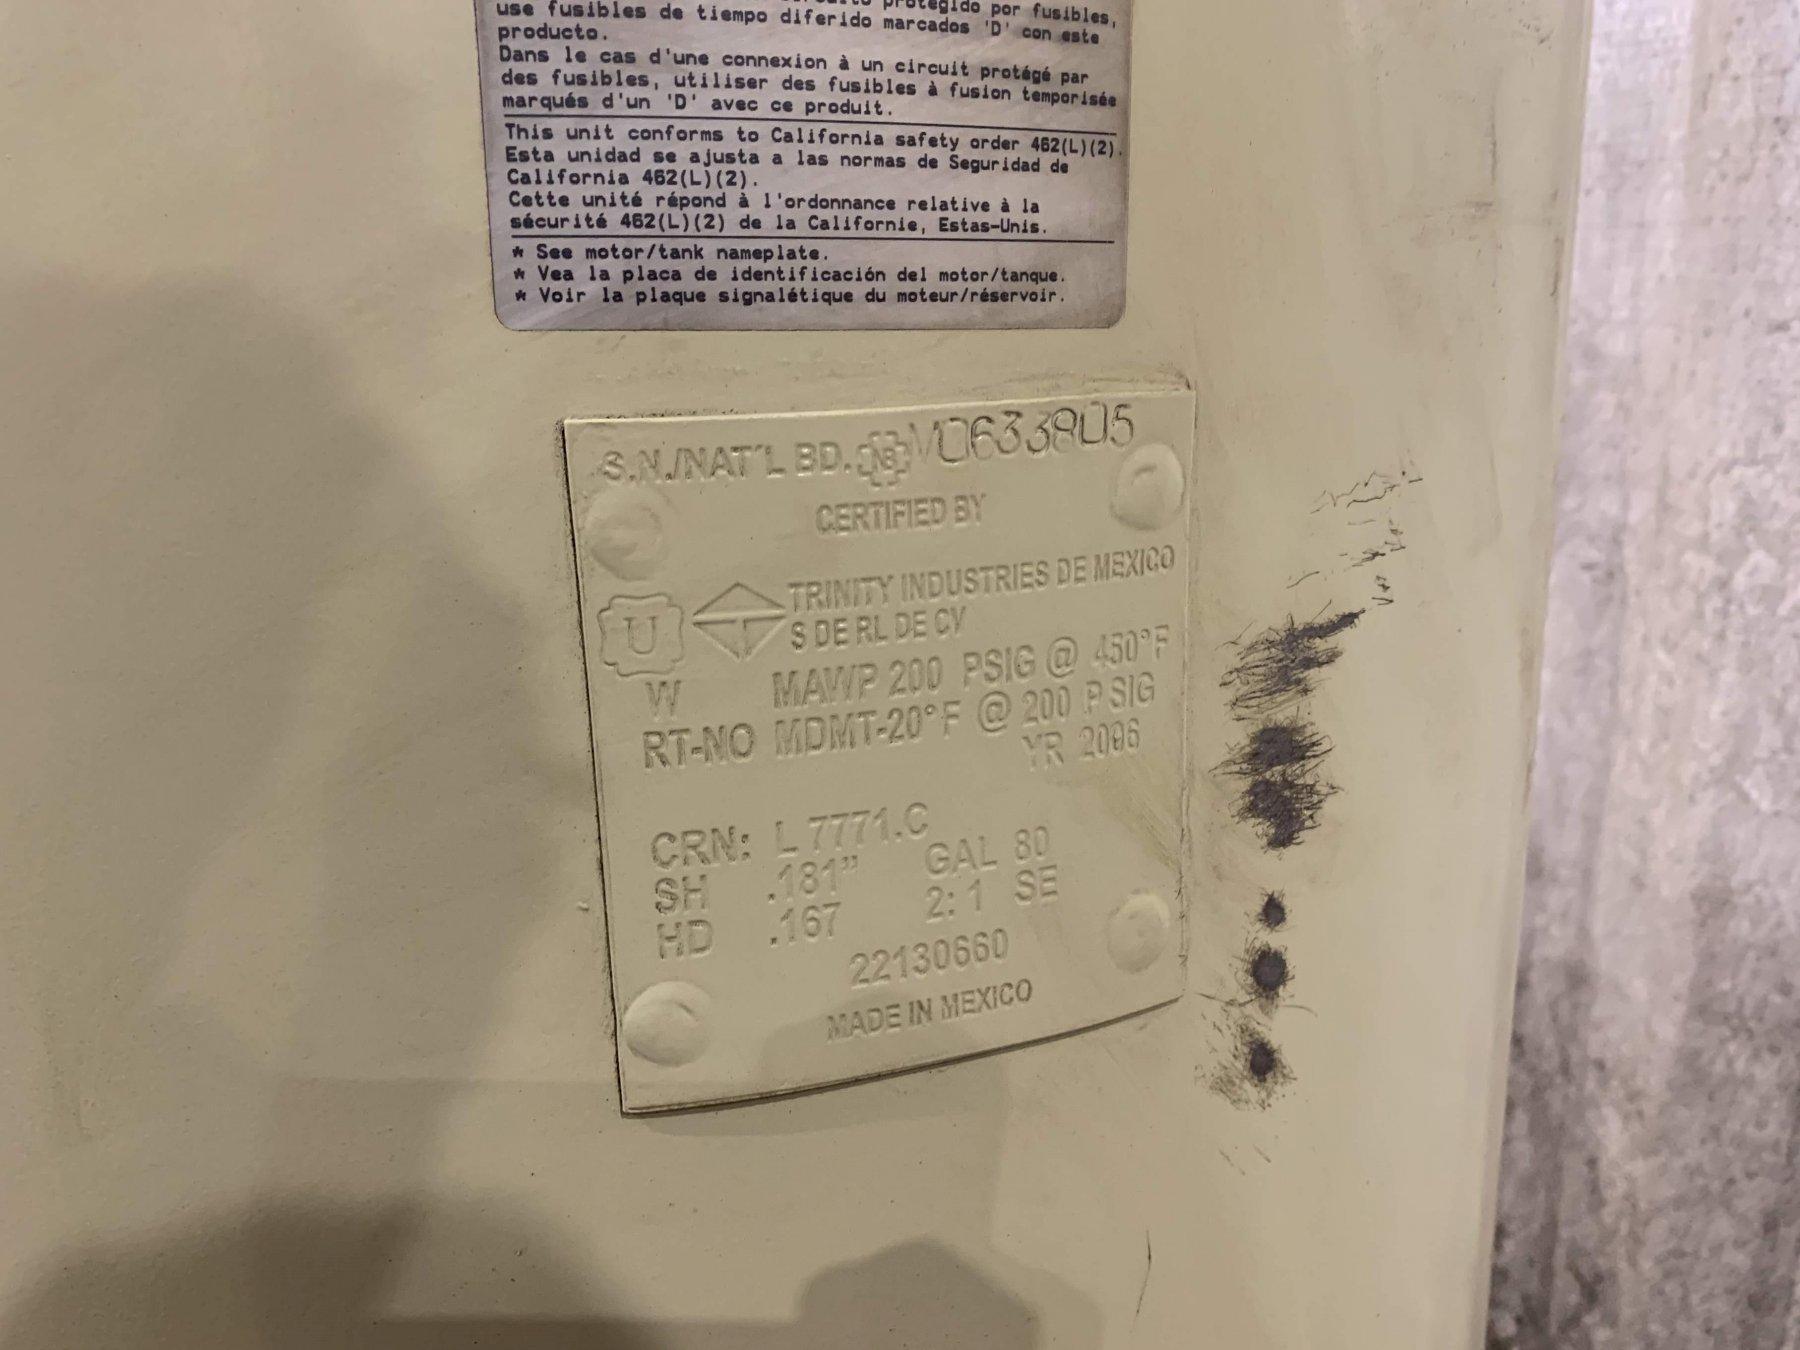 protegido por fusibles,
use fusibles de tiempo diferido marcados 'D' con este
producto.
Dans le cas d'une connexion à un circuit protégé par
des fusibles, utiliser des fusibles à fusion temporisée
marqués d'un 'D' avec ce produit.
This unit conforms to California safety order 462(L)(2).
Esta unidad se ajusta a las normas de Seguridad de
California 462(L)(2).
Cette unité répond à l'ordonnance relative à la
sécurité 462(L)(2) de la Californie, Estas-Unis.
* See motor/tank nameplate.
* Vea la placa de identificación del motor/tanque.
* Voir la plaque signalétique du moteur/réservoir.
S.N./NAT'L BD. NB
CERTIFIED BY
U TRINITY INDUSTRIES DE MEXICO
S DE RL DE CV
W MAWP 200 PSIG @ 450°F
RT-NO MDMT-20°F @ 200 PSIG
YR 2006
CRN: L 7771.C
SH .181" GAL 80
HD .167 2:1 SE
22130660
MADE IN MEXICO